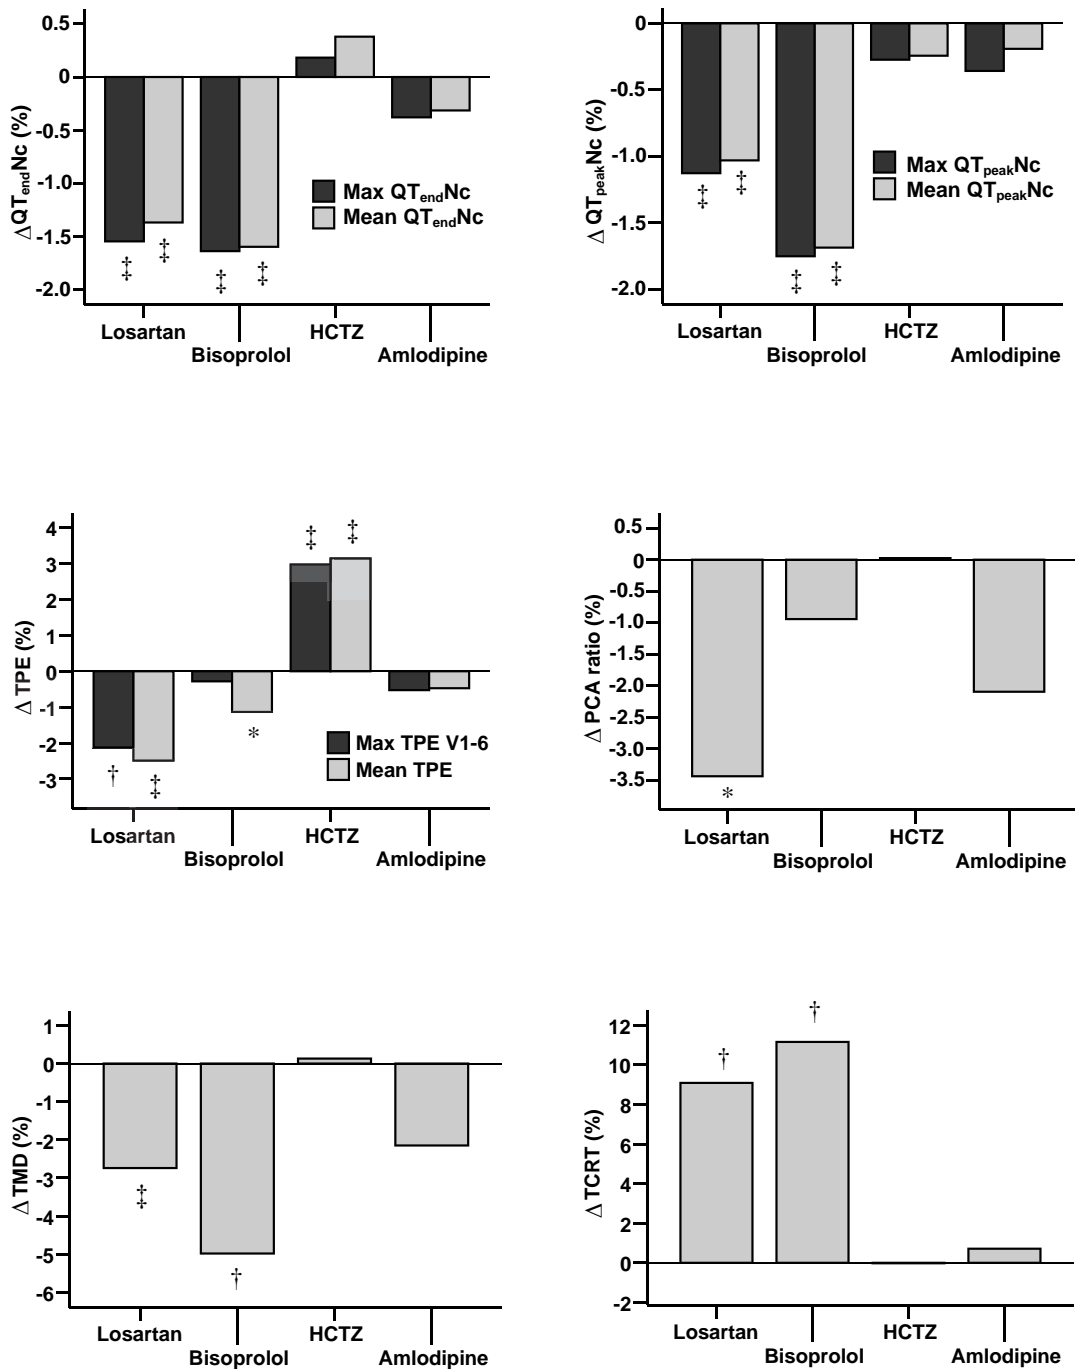 0.5
0
-0.5
-1.0
-1.5
-2.0
Δ QTendNc (%)
Max QTendNc
Mean QTendNc
‡ ‡ ‡ ‡
Losartan
Bisoprolol
HCTZ
Amlodipine
0
-0.5
-1.0
-1.5
-2.0
Δ QTpeakNc (%)
Max QTpeakNc
Mean QTpeakNc
‡ ‡ ‡ ‡
Losartan
Bisoprolol
HCTZ
Amlodipine
4
3
2
1
0
-1
-2
-3
Δ TPE (%)
‡ ‡
*
† ‡
Max TPE V1-6
Mean TPE
Losartan
Bisoprolol
HCTZ
Amlodipine
0.5
0
-0.5
-1.0
-1.5
-2.0
-2.5
-3.0
-3.5
Δ PCA ratio (%)
*
Losartan
Bisoprolol
HCTZ
Amlodipine
1
0
-1
-2
-3
-4
-5
-6
Δ TMD (%)
‡
†
Losartan
Bisoprolol
HCTZ
Amlodipine
12
10
8
6
4
2
0
-2
Δ TCRT (%)
†
†
Losartan
Bisoprolol
HCTZ
Amlodipine